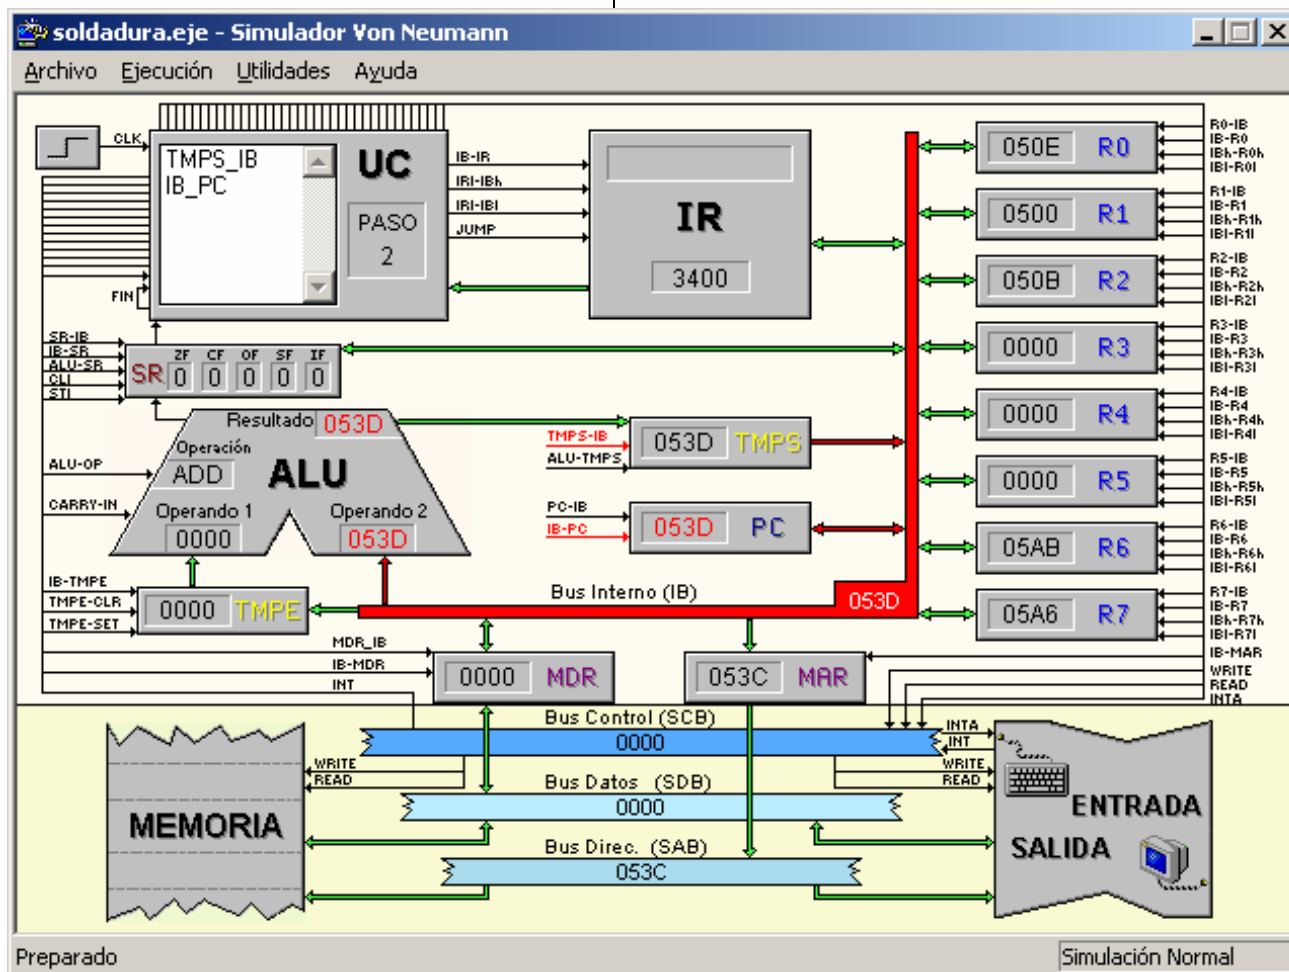 soldadura.eje - Simulador Von Neumann
Archivo Ejecución Utilidades Ayuda
CLK
TMPS_IB
IB_PC
UC
PASO
2
FIN
IB-IR
IRl-IBh
IRl-IBl
JUMP
IR
3400
050E R0
R0-IB
IB-R0
IBh-R0h
IBl-R0l
0500 R1
R1-IB
IB-R1
IBh-R1h
IBl-R1l
050B R2
R2-IB
IB-R2
IBh-R2h
IBl-R2l
0000 R3
R3-IB
IB-R3
IBh-R3h
IBl-R3l
0000 R4
R4-IB
IB-R4
IBh-R4h
IBl-R4l
0000 R5
R5-IB
IB-R5
IBh-R5h
IBl-R5l
05AB R6
R6-IB
IB-R6
IBh-R6h
IBl-R6l
05A6 R7
R7-IB
IB-R7
IBh-R7h
IBl-R7l
IB-MAR
WRITE
READ
INTA
SR-IB
IB-SR
ALU-SR
CLI
STI
ZF CF OF SF IF
SR 0 0 0 0 0
Resultado 053D
Operación
ADD
ALU
ALU-OP
CARRY-IN
Operando 1
0000
Operando 2
053D
TMPS-IB
ALU-TMPS
053D TMPS
PC-IB
IB-PC
053D PC
IB-TMPE
TMPE-CLR
TMPE-SET
0000 TMPE
Bus Interno (IB)
053D
MDR_IB
IB-MDR
INT
0000 MDR
053C MAR
Bus Control (SCB)
0000
INTA
INT
WRITE
READ
WRITE
READ
Bus Datos (SDB)
0000
MEMORIA
ENTRADA
SALIDA
Bus Direc. (SAB)
053C
Preparado
Simulación Normal